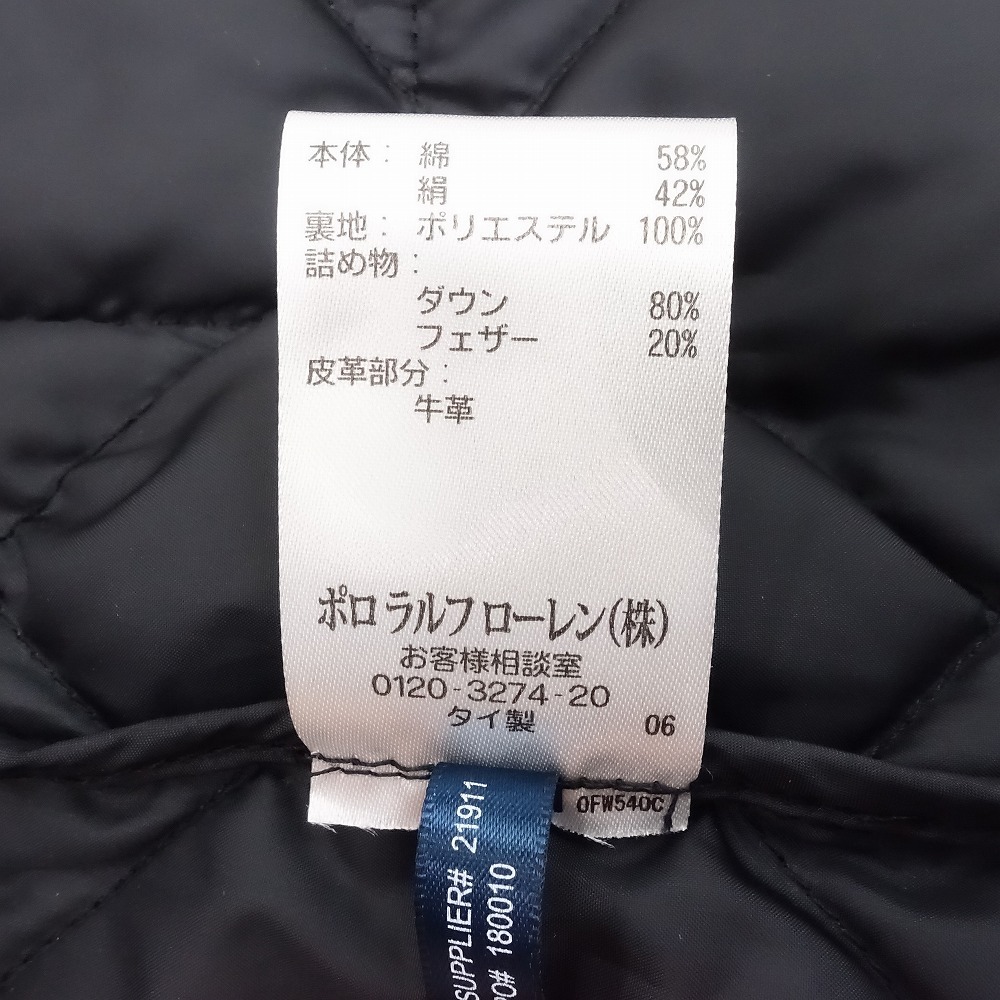 本体: 綿 58%
絹 42%
裏地: ポリエステル 100%
詰め物:
ダウン 80%
フェザー 20%
皮革部分:
牛革
ポロ ラルフ ローレン(株)
お客様相談室
0120-3274-20
タイ製 06
0FW540C
SUPPLIER# 21911
PO# 180010